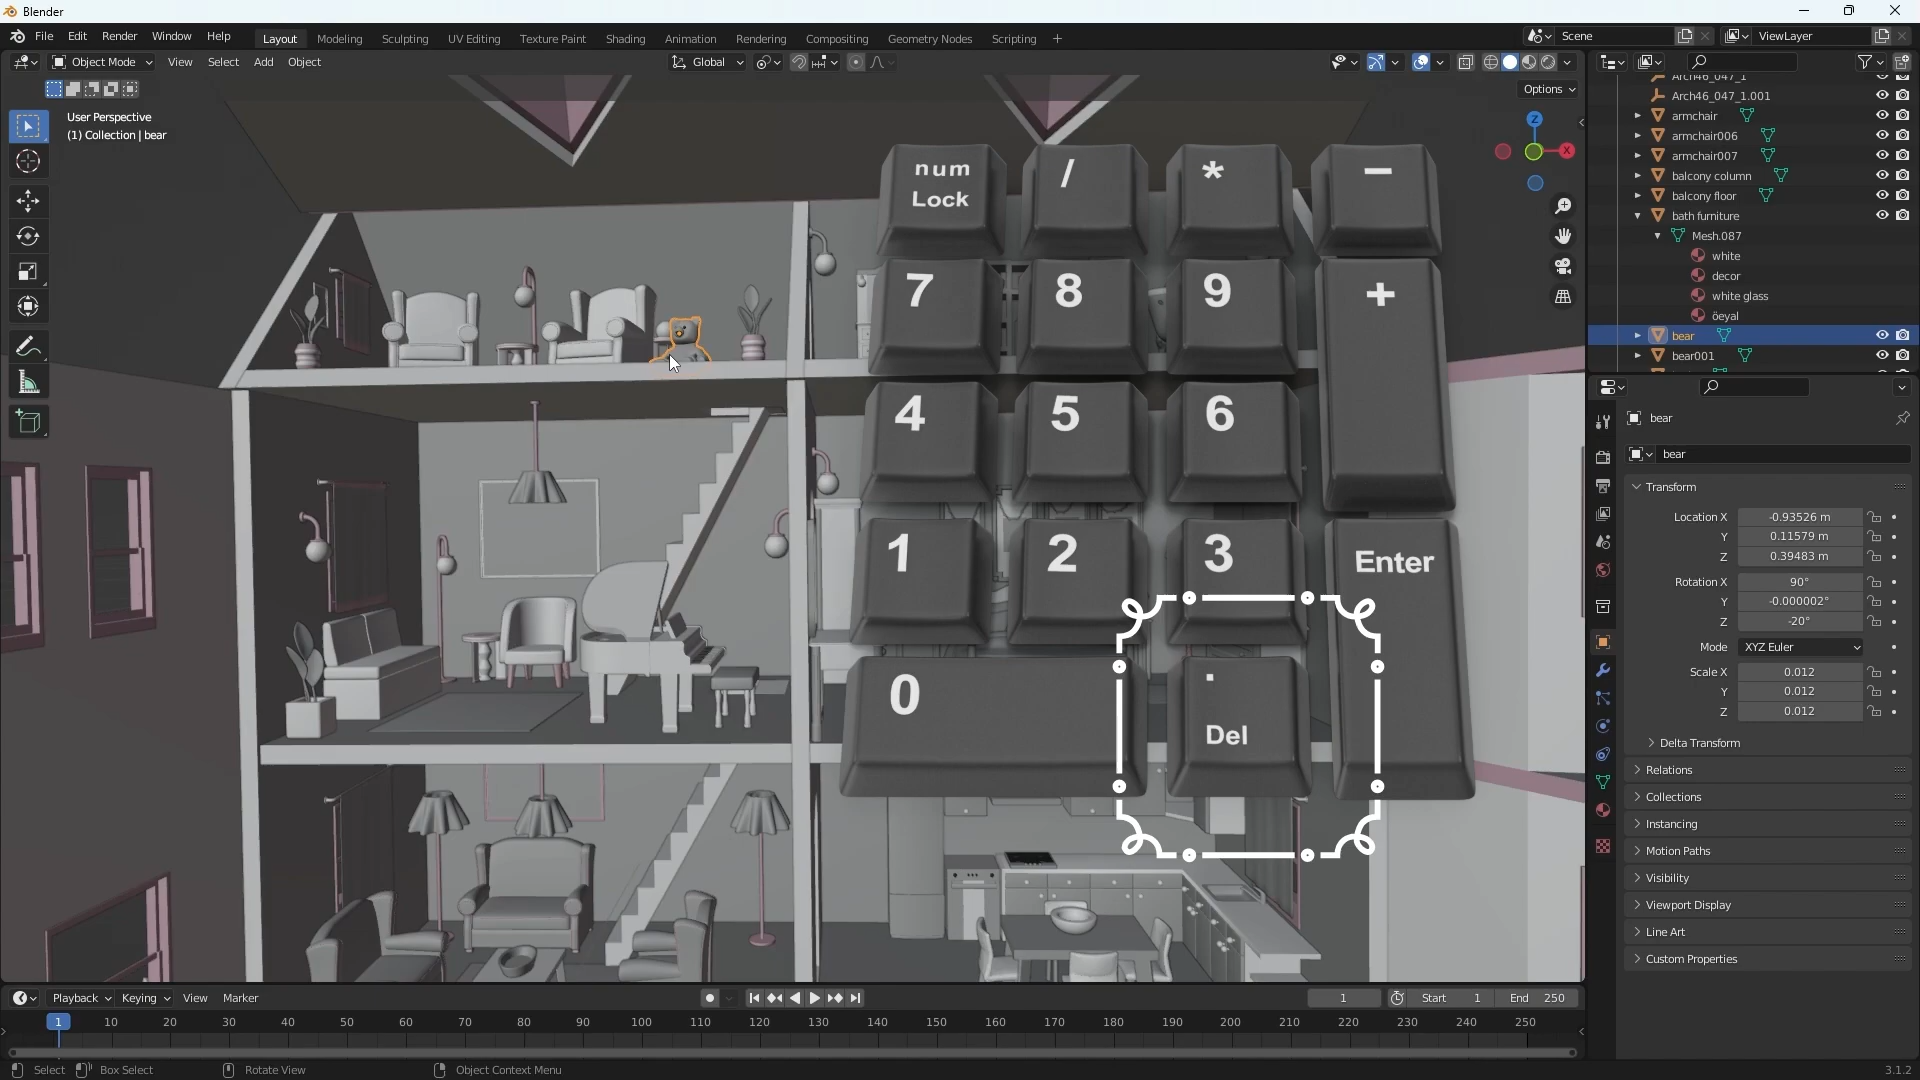 Blender
File Edit Render Window Help Layout Modeling Sculpting UV Editing Texture Paint Shading Animation Rendering Compositing Geometry Nodes Scripting + Scene ViewLayer
Object Mode View Select Add Object Global
Options
User Perspective
(1) Collection | bear
Z
X
num
Lock
/
*
-
7
8
9
+
4
5
6
1
2
3
Enter
0
.
Del
Arch46_047_1
Arch46_047_1.001
armchair
armchair006
armchair007
balcony column
balcony floor
bath furniture
Mesh.087
white
decor
white glass
öeyal
bear
bear001
bear
bear
Transform
Location X -0.93526 m
Y 0.11579 m
Z 0.39483 m
Rotation X 90°
Y -0.000002°
Z -20°
Mode XYZ Euler
Scale X 0.012
Y 0.012
Z 0.012
Delta Transform
Relations
Collections
Instancing
Motion Paths
Visibility
Viewport Display
Line Art
Custom Properties
Playback Keying View Marker 1 Start 1 End 250
1 10 20 30 40 50 60 70 80 90 100 110 120 130 140 150 160 170 180 190 200 210 220 230 240 250
Select Box Select Rotate View Object Context Menu 3.1.2